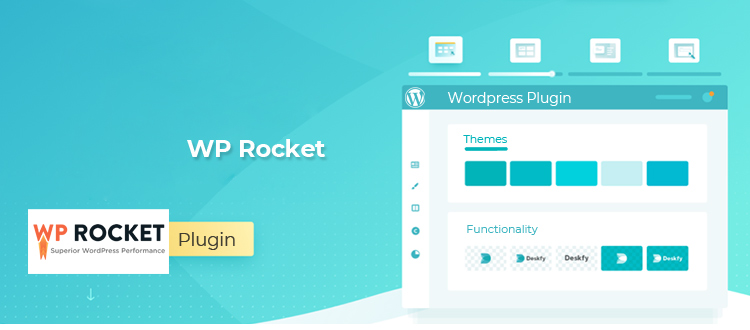 WP Rocket
WP ROCKET
Superior WordPress Performance
Plugin
Wordpress Plugin
Themes
Functionality
Deskfy
Deskfy
Deskfy